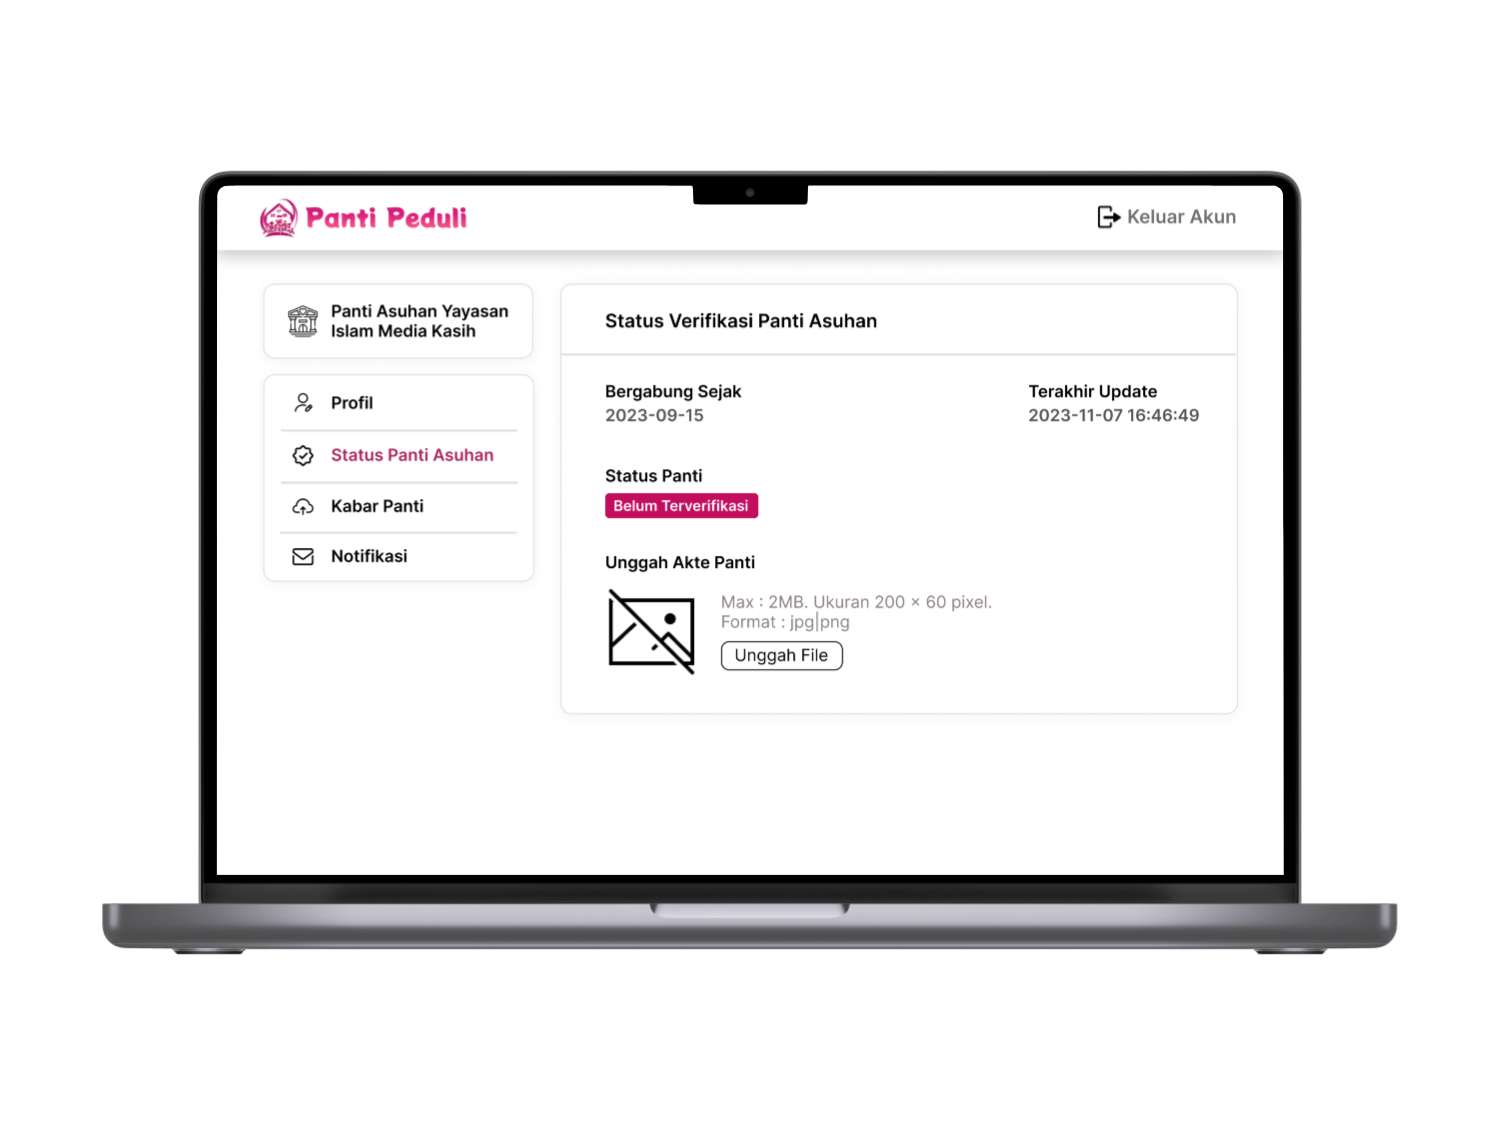 Panti Peduli
Keluar Akun
Panti Asuhan Yayasan
Islam Media Kasih
Profil
Status Panti Asuhan
Kabar Panti
Notifikasi
Status Verifikasi Panti Asuhan
Bergabung Sejak
2023-09-15
Terakhir Update
2023-11-07 16:46:49
Status Panti
Belum Terverifikasi
Unggah Akte Panti
Max : 2MB. Ukuran 200 × 60 pixel.
Format : jpg|png
Unggah File